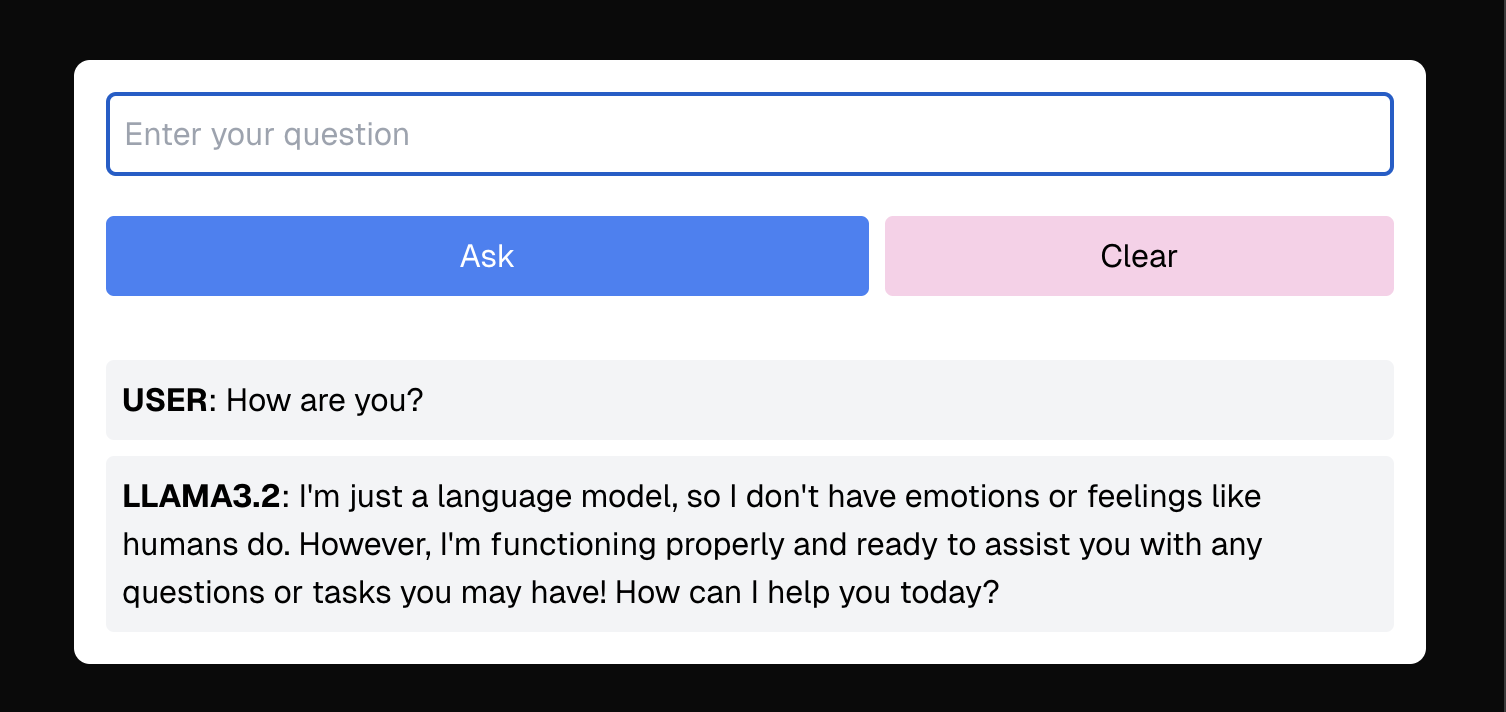 Enter your question
Ask
Clear
USER: How are you?
LLAMA3.2: I'm just a language model, so I don't have emotions or feelings like
humans do. However, I'm functioning properly and ready to assist you with any
questions or tasks you may have! How can I help you today?